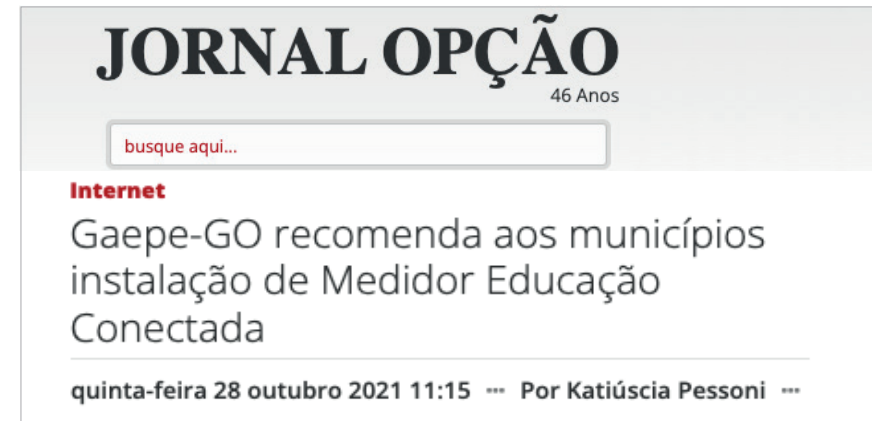 JORNAL OPÇÃO
46 Anos
busque aqui...
Internet
Gaepe-GO recomenda aos municípios
instalação de Medidor Educação
Conectada
quinta-feira 28 outubro 2021 11:15 ··· Por Katiúscia Pessoni ···